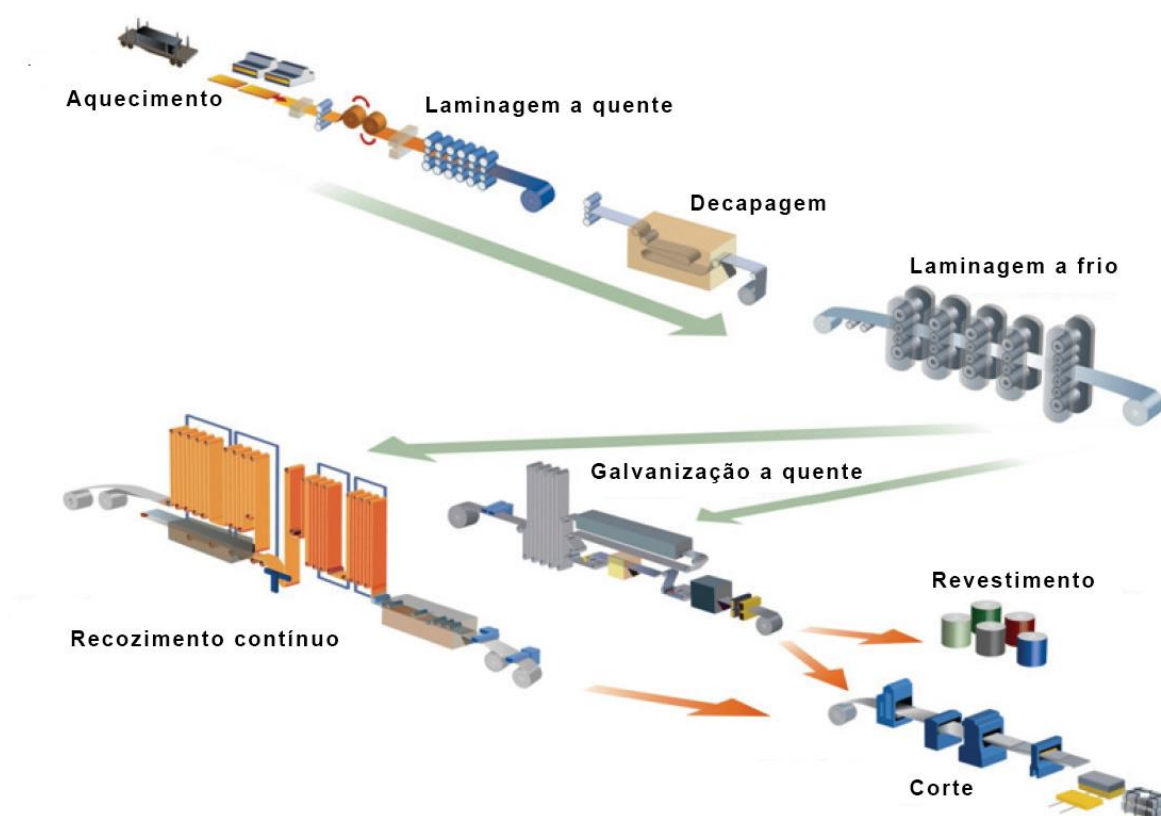 Aquecimento
Laminagem a quente
Decapagem
Laminagem a frio
Galvanização a quente
Revestimento
Recozimento contínuo
Corte